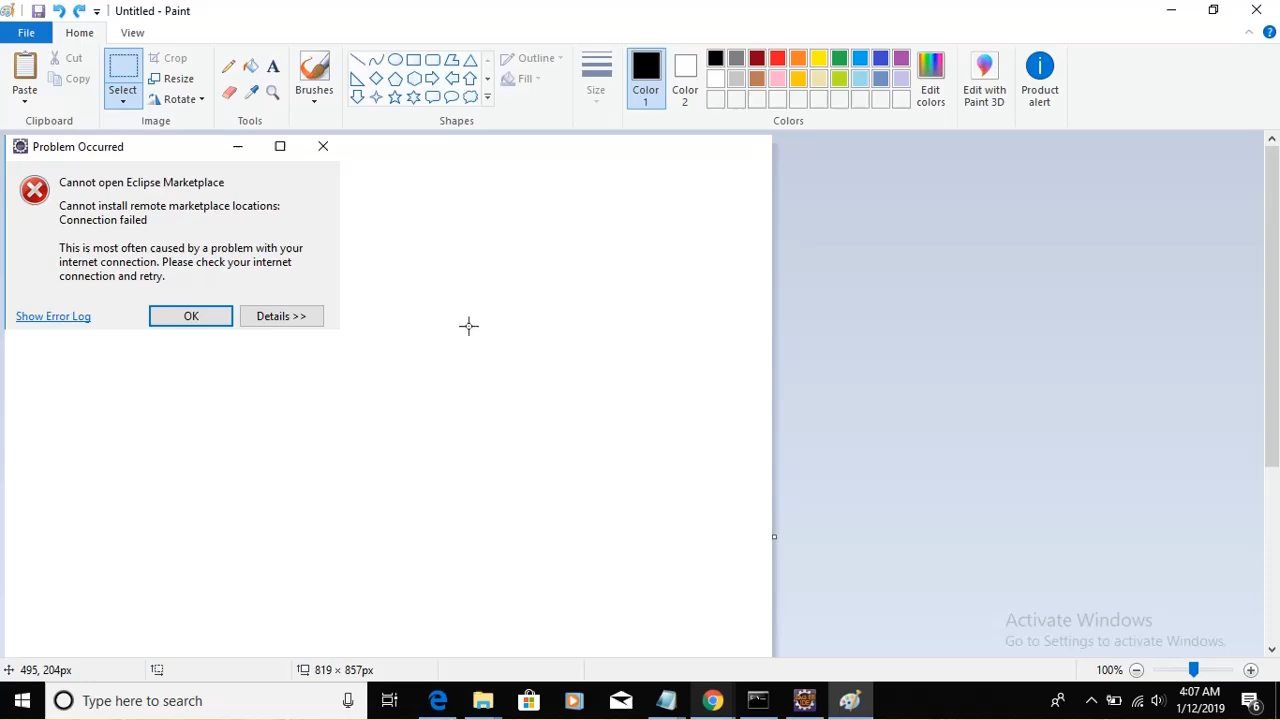 Untitled - Paint
File
Home
View
Paste
Cut
Copy
Clipboard
Select
Crop
Resize
Rotate
Image
Tools
Brushes
Outline
Fill
Shapes
Size
Color 1
Color 2
Edit colors
Colors
Edit with Paint 3D
Product alert
Problem Occurred
Cannot open Eclipse Marketplace
Cannot install remote marketplace locations:
Connection failed
This is most often caused by a problem with your
internet connection. Please check your internet
connection and retry.
Show Error Log
OK
Details >>
Activate Windows
Go to Settings to activate Windows.
495, 204px
819 × 857px
100%
Type here to search
4:07 AM
1/12/2019
6